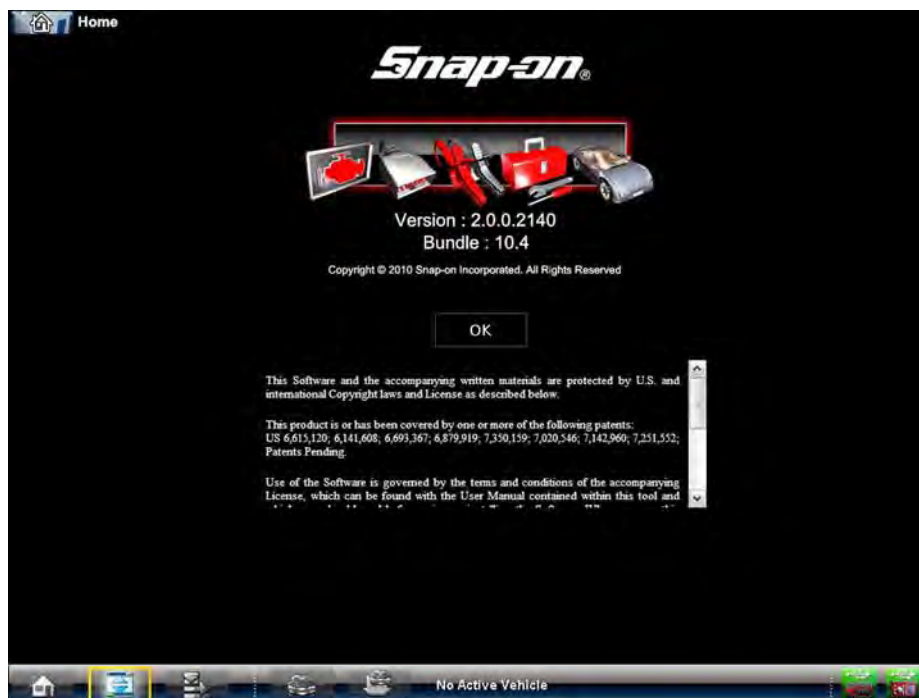 Home
Snap-on®
Version : 2.0.0.2140
Bundle : 10.4
Copyright © 2010 Snap-on Incorporated. All Rights Reserved
OK
This Software and the accompanying written materials are protected by U.S. and
international Copyright laws and License as described below.
This product is or has been covered by one or more of the following patents:
US 6,615,120; 6,141,608; 6,693,367; 6,879,919; 7,350,159; 7,020,546; 7,142,960; 7,251,552;
Patents Pending.
Use of the Software is governed by the terms and conditions of the accompanying
License, which can be found with the User Manual contained within this tool and
No Active Vehicle